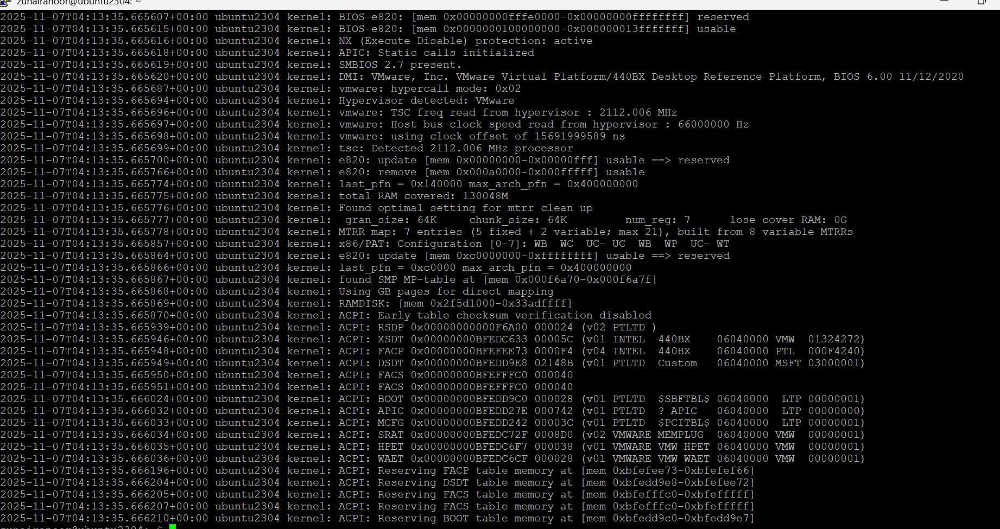 zunairanoor@ubuntu2304: ~
2025-11-07T04:13:35.665607+00:00 ubuntu2304 kernel: BIOS-e820: [mem 0x00000000fffe0000-0x00000000ffffffff] reserved
2025-11-07T04:13:35.665615+00:00 ubuntu2304 kernel: BIOS-e820: [mem 0x0000000100000000-0x000000013fffffff] usable
2025-11-07T04:13:35.665616+00:00 ubuntu2304 kernel: NX (Execute Disable) protection: active
2025-11-07T04:13:35.665618+00:00 ubuntu2304 kernel: APIC: Static calls initialized
2025-11-07T04:13:35.665619+00:00 ubuntu2304 kernel: SMBIOS 2.7 present.
2025-11-07T04:13:35.665620+00:00 ubuntu2304 kernel: DMI: VMware, Inc. VMware Virtual Platform/440BX Desktop Reference Platform, BIOS 6.00 11/12/2020
2025-11-07T04:13:35.665687+00:00 ubuntu2304 kernel: vmware: hypercall mode: 0x02
2025-11-07T04:13:35.665694+00:00 ubuntu2304 kernel: Hypervisor detected: VMware
2025-11-07T04:13:35.665696+00:00 ubuntu2304 kernel: vmware: TSC freq read from hypervisor : 2112.006 MHz
2025-11-07T04:13:35.665697+00:00 ubuntu2304 kernel: vmware: Host bus clock speed read from hypervisor : 66000000 Hz
2025-11-07T04:13:35.665698+00:00 ubuntu2304 kernel: vmware: using clock offset of 15691999589 ns
2025-11-07T04:13:35.665699+00:00 ubuntu2304 kernel: tsc: Detected 2112.006 MHz processor
2025-11-07T04:13:35.665700+00:00 ubuntu2304 kernel: e820: update [mem 0x00000000-0x00000fff] usable ==> reserved
2025-11-07T04:13:35.665766+00:00 ubuntu2304 kernel: e820: remove [mem 0x000a0000-0x000fffff] usable
2025-11-07T04:13:35.665774+00:00 ubuntu2304 kernel: last_pfn = 0x140000 max_arch_pfn = 0x400000000
2025-11-07T04:13:35.665775+00:00 ubuntu2304 kernel: total RAM covered: 130048M
2025-11-07T04:13:35.665776+00:00 ubuntu2304 kernel: Found optimal setting for mtrr clean up
2025-11-07T04:13:35.665777+00:00 ubuntu2304 kernel:  gran_size: 64K     chunk_size: 64K         num_reg: 7      lose cover RAM: 0G
2025-11-07T04:13:35.665778+00:00 ubuntu2304 kernel: MTRR map: 7 entries (5 fixed + 2 variable; max 21), built from 8 variable MTRRs
2025-11-07T04:13:35.665857+00:00 ubuntu2304 kernel: x86/PAT: Configuration [0-7]: WB  WC  UC- UC  WB  WP  UC- WT
2025-11-07T04:13:35.665864+00:00 ubuntu2304 kernel: e820: update [mem 0xc0000000-0xffffffff] usable ==> reserved
2025-11-07T04:13:35.665866+00:00 ubuntu2304 kernel: last_pfn = 0xc0000 max_arch_pfn = 0x400000000
2025-11-07T04:13:35.665867+00:00 ubuntu2304 kernel: found SMP MP-table at [mem 0x000f6a70-0x000f6a7f]
2025-11-07T04:13:35.665868+00:00 ubuntu2304 kernel: Using GB pages for direct mapping
2025-11-07T04:13:35.665869+00:00 ubuntu2304 kernel: RAMDISK: [mem 0x2f5d1000-0x33adffff]
2025-11-07T04:13:35.665870+00:00 ubuntu2304 kernel: ACPI: Early table checksum verification disabled
2025-11-07T04:13:35.665939+00:00 ubuntu2304 kernel: ACPI: RSDP 0x00000000000F6A00 000024 (v02 PTLTD )
2025-11-07T04:13:35.665946+00:00 ubuntu2304 kernel: ACPI: XSDT 0x00000000BFEDC633 00005C (v01 INTEL  440BX    06040000 VMW  01324272)
2025-11-07T04:13:35.665948+00:00 ubuntu2304 kernel: ACPI: FACP 0x00000000BFEFEE73 0000F4 (v04 INTEL  440BX    06040000 PTL  000F4240)
2025-11-07T04:13:35.665949+00:00 ubuntu2304 kernel: ACPI: DSDT 0x00000000BFEDD9E8 02148B (v01 PTLTD  Custom   06040000 MSFT 03000001)
2025-11-07T04:13:35.665950+00:00 ubuntu2304 kernel: ACPI: FACS 0x00000000BFEFFFC0 000040
2025-11-07T04:13:35.665951+00:00 ubuntu2304 kernel: ACPI: FACS 0x00000000BFEFFFC0 000040
2025-11-07T04:13:35.666024+00:00 ubuntu2304 kernel: ACPI: BOOT 0x00000000BFEDD9C0 000028 (v01 PTLTD  $SBFTBL$ 06040000  LTP 00000001)
2025-11-07T04:13:35.666032+00:00 ubuntu2304 kernel: ACPI: APIC 0x00000000BFEDD27E 000742 (v01 PTLTD  ? APIC   06040000  LTP 00000000)
2025-11-07T04:13:35.666033+00:00 ubuntu2304 kernel: ACPI: MCFG 0x00000000BFEDD242 00003C (v01 PTLTD  $PCITBL$ 06040000  LTP 00000001)
2025-11-07T04:13:35.666034+00:00 ubuntu2304 kernel: ACPI: SRAT 0x00000000BFEDC72F 0008D0 (v02 VMWARE MEMPLUG  06040000 VMW  00000001)
2025-11-07T04:13:35.666035+00:00 ubuntu2304 kernel: ACPI: HPET 0x00000000BFEDC6F7 000038 (v01 VMWARE VMW HPET 06040000 VMW  00000001)
2025-11-07T04:13:35.666036+00:00 ubuntu2304 kernel: ACPI: WAET 0x00000000BFEDC6CF 000028 (v01 VMWARE VMW WAET 06040000 VMW  00000001)
2025-11-07T04:13:35.666196+00:00 ubuntu2304 kernel: ACPI: Reserving FACP table memory at [mem 0xbfefee73-0xbfefef66]
2025-11-07T04:13:35.666204+00:00 ubuntu2304 kernel: ACPI: Reserving DSDT table memory at [mem 0xbfedd9e8-0xbfefee72]
2025-11-07T04:13:35.666205+00:00 ubuntu2304 kernel: ACPI: Reserving FACS table memory at [mem 0xbfefffc0-0xbfefffff]
2025-11-07T04:13:35.666207+00:00 ubuntu2304 kernel: ACPI: Reserving FACS table memory at [mem 0xbfefffc0-0xbfefffff]
2025-11-07T04:13:35.666210+00:00 ubuntu2304 kernel: ACPI: Reserving BOOT table memory at [mem 0xbfedd9c0-0xbfedd9e7]
zunairanoor@ubuntu2304:~$